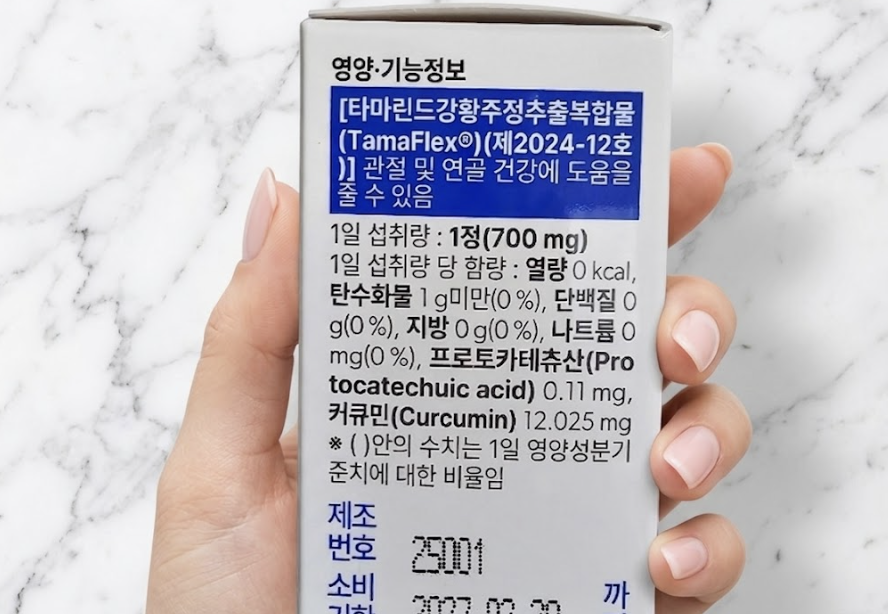 영양·기능정보
[타마린드강황주정추출복합물
(TamaFlex®)(제2024-12호
)] 관절 및 연골 건강에 도움을
줄 수 있음
1일 섭취량 : 1정(700 mg)
1일 섭취량 당 함량 : 열량 0 kcal,
탄수화물 1 g미만(0 %), 단백질 0
g(0 %), 지방 0 g(0 %), 나트륨 0
mg(0 %), 프로토카테츄산(Pro
tocatechuic acid) 0.11 mg,
커큐민(Curcumin) 12.025 mg
※ ( )안의 수치는 1일 영양성분기
준치에 대한 비율임
제조
번호 25001
소비 까